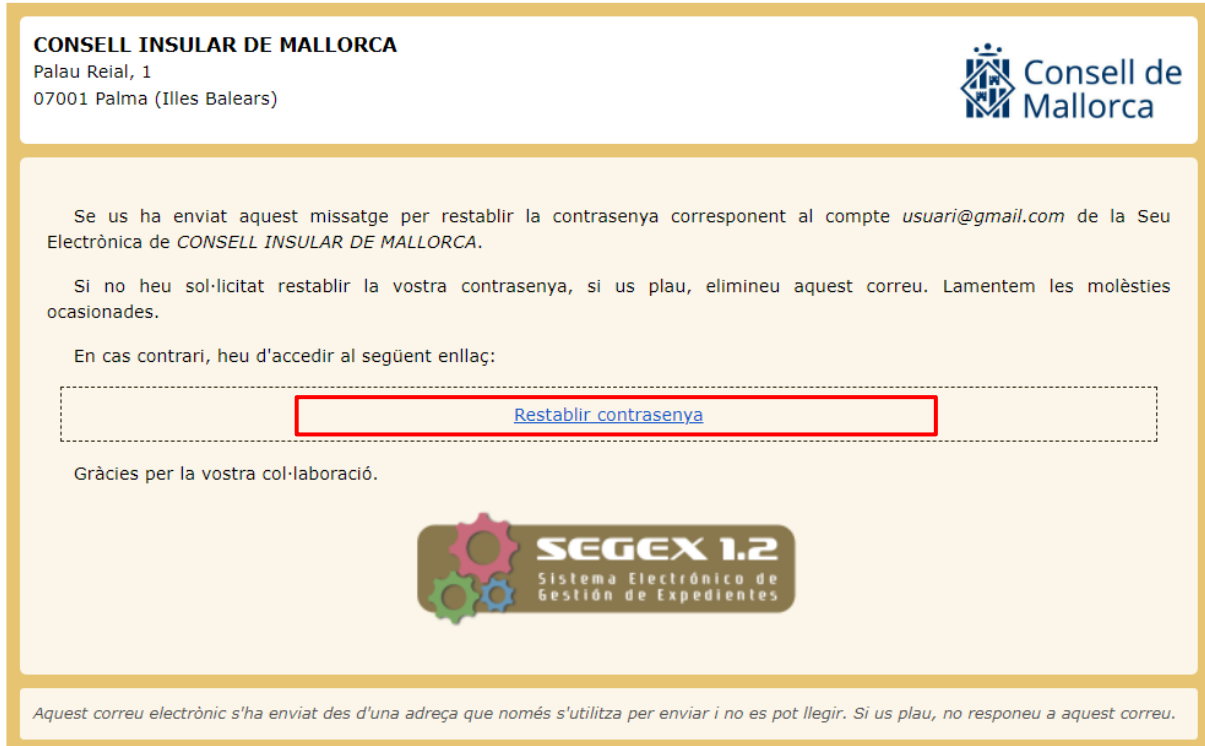 CONSELL INSULAR DE MALLORCA
Palau Reial, 1
07001 Palma (Illes Balears)
Consell de
Mallorca
Se us ha enviat aquest missatge per restablir la contrasenya corresponent al compte usuari@gmail.com de la Seu
Electrònica de CONSELL INSULAR DE MALLORCA.
Si no heu sol·licitat restablir la vostra contrasenya, si us plau, elimineu aquest correu. Lamentem les molèsties
ocasionades.
En cas contrari, heu d'accedir al següent enllaç:
Restablir contrasenya
Gràcies per la vostra col·laboració.
SEGEX 1.2
Sistema Electrónico de
Gestión de Expedientes
Aquest correu electrònic s'ha enviat des d'una adreça que només s'utilitza per enviar i no es pot llegir. Si us plau, no responeu a aquest correu.